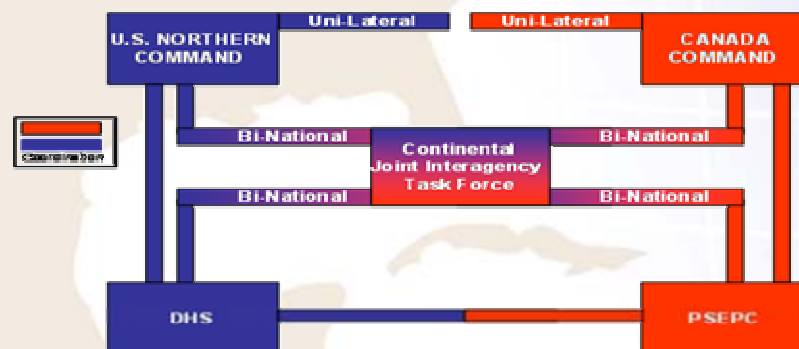 Uni-Lateral
Uni-Lateral
U.S. NORTHERN
COMMAND
CANADA
COMMAND
Bi-National
Bi-National
Continental
Joint Interagency
Task Force
Coordination
Bi-National
Bi-National
DHS
PSEPC